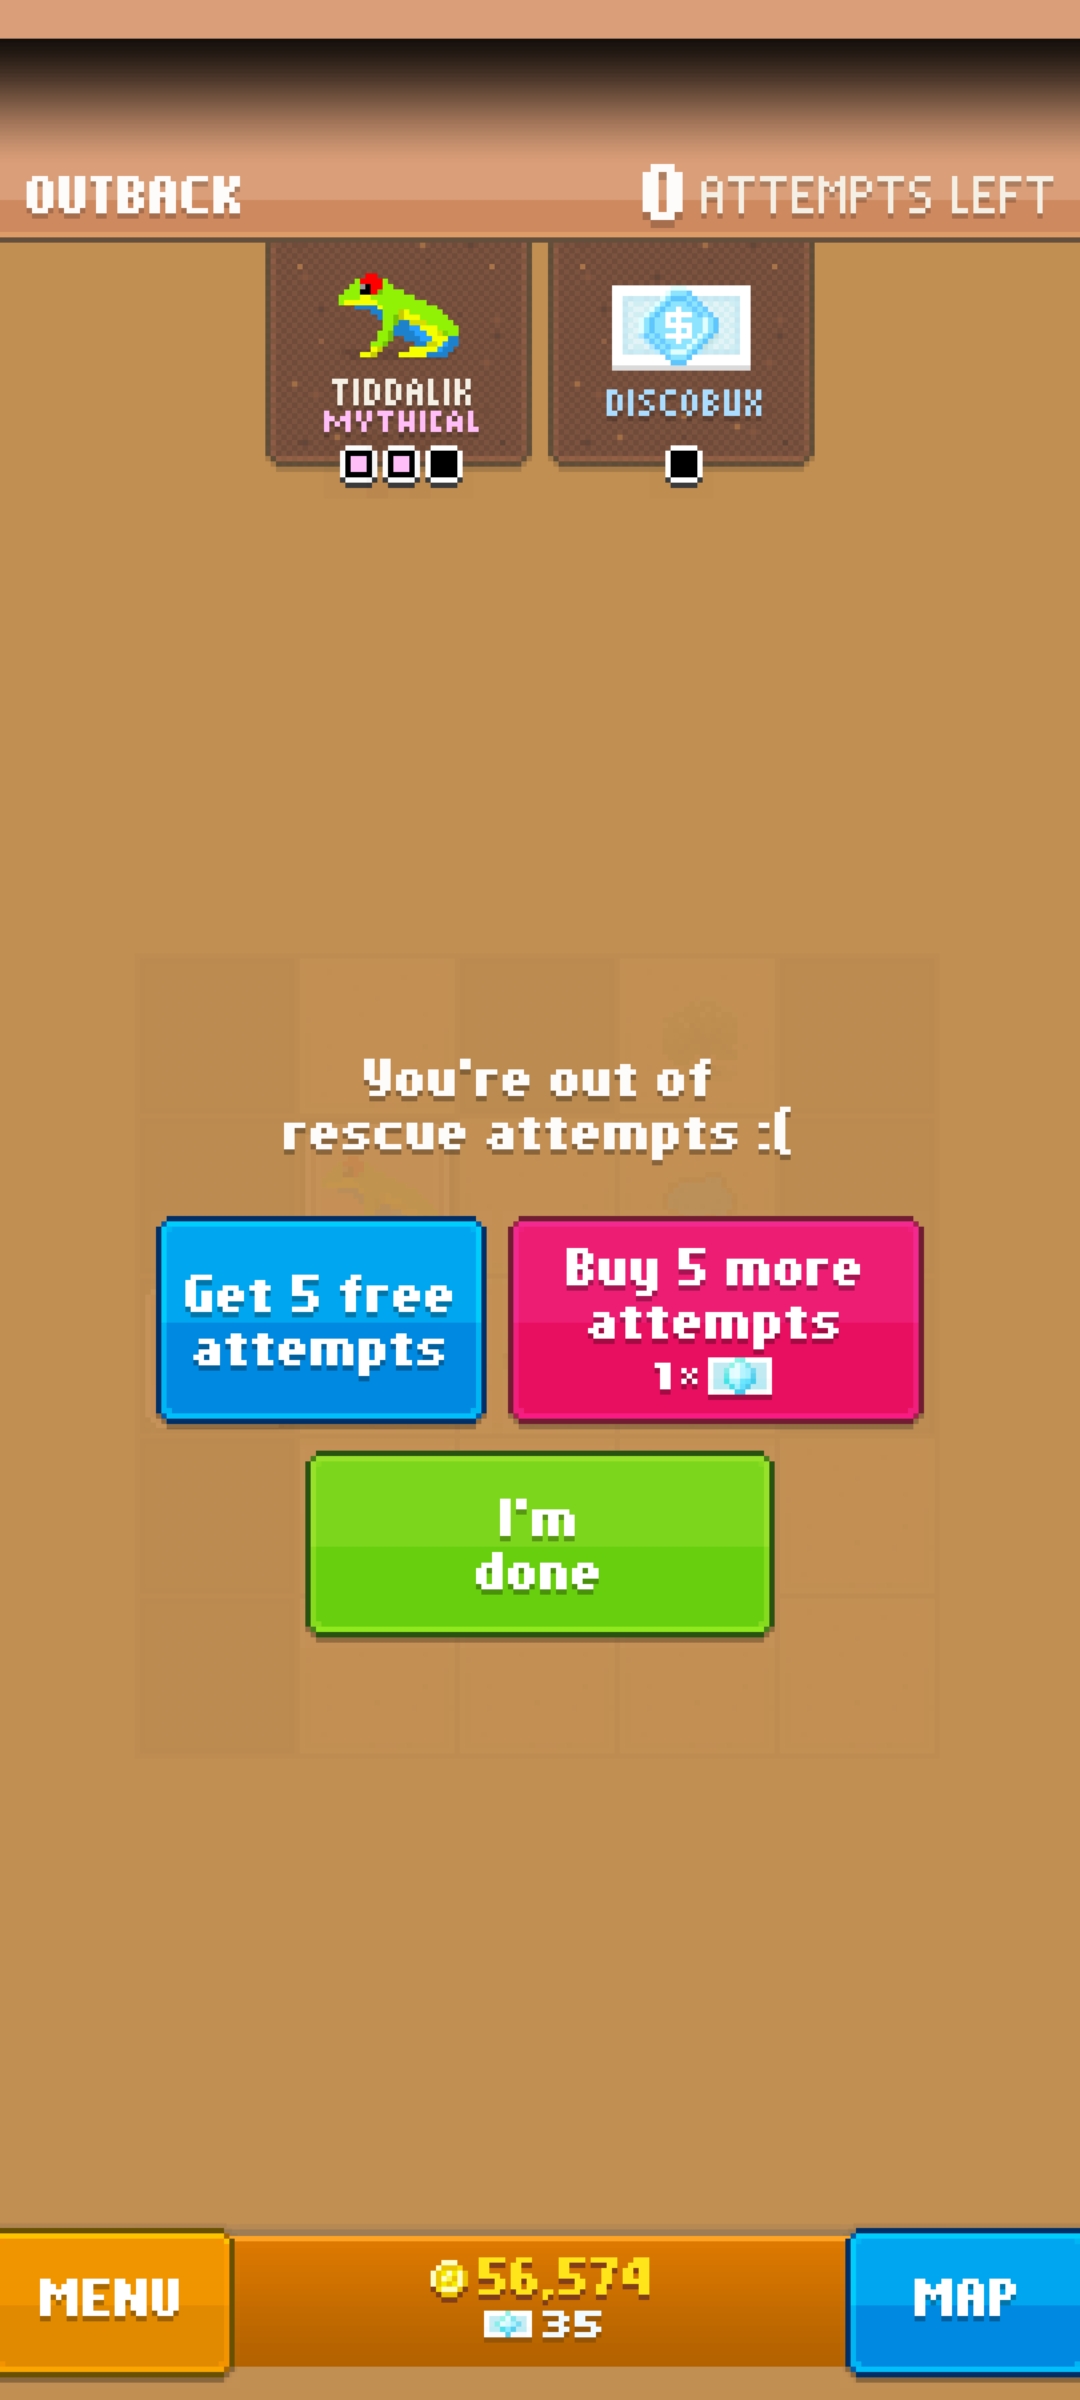 OUTBACK
0 ATTEMPTS LEFT
TIDDALIK
MYTHICAL
$
DISCOBUX
You're out of
rescue attempts :(
Get 5 free
attempts
Buy 5 more
attempts
1×
I'm
done
MENU
56,574
35
MAP